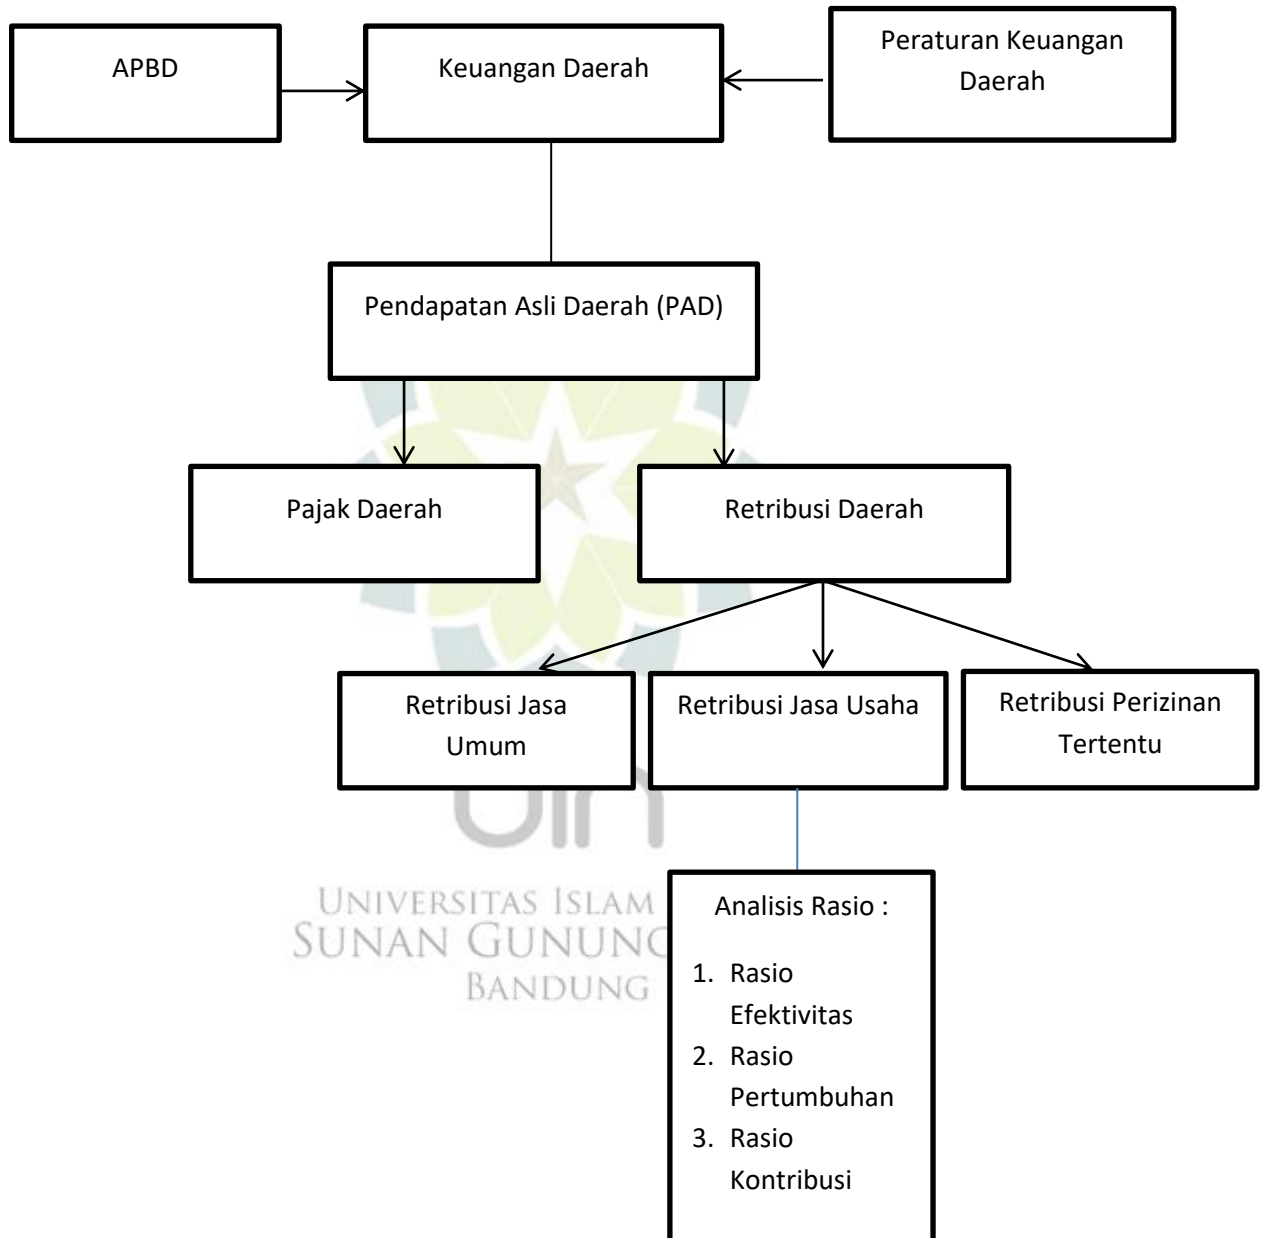 APBD
Keuangan Daerah
Peraturan Keuangan
Daerah
Pendapatan Asli Daerah (PAD)
Pajak Daerah
Retribusi Daerah
Retribusi Jasa
Umum
Retribusi Jasa Usaha
Retribusi Perizinan
Tertentu
uin
UNIVERSITAS ISLAM
SUNAN GUNUNG
BANDUNG
Analisis Rasio :
1. Rasio
Efektivitas
2. Rasio
Pertumbuhan
3. Rasio
Kontribusi